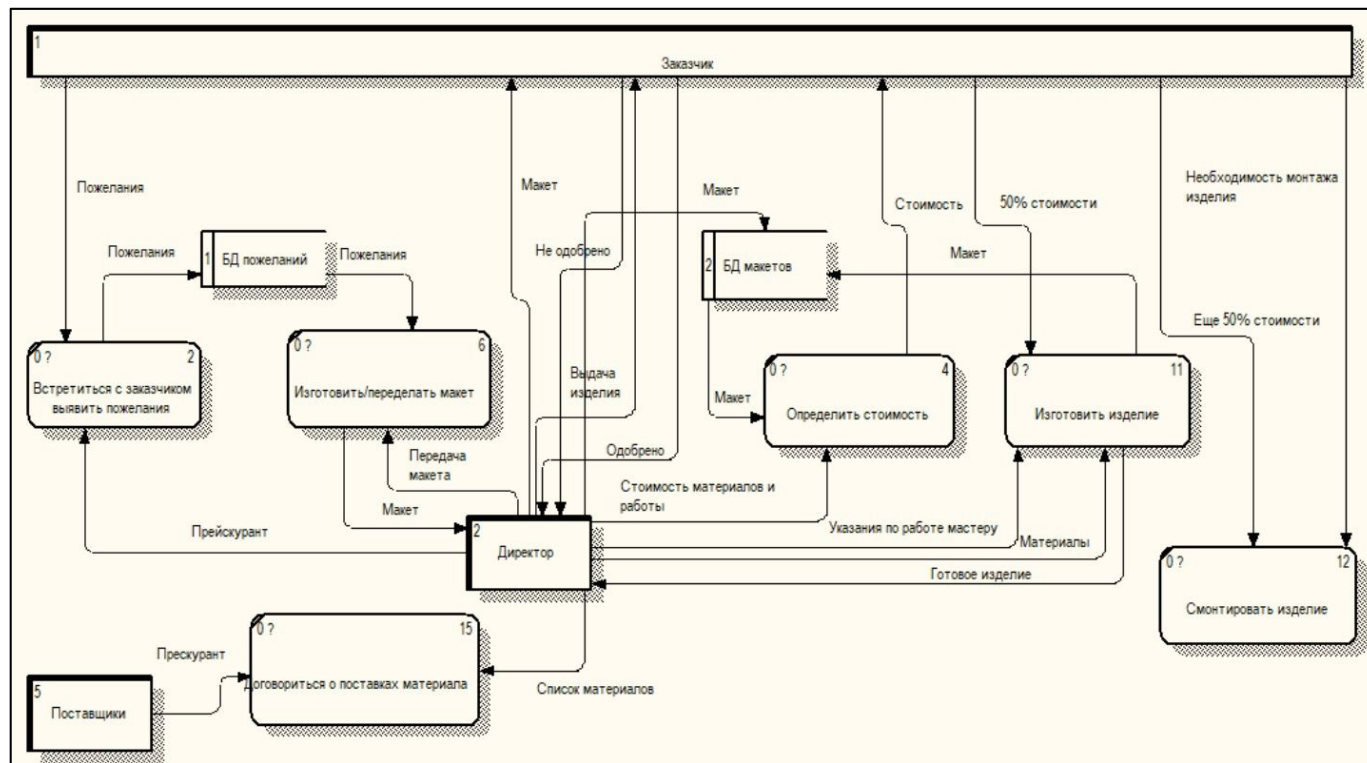 1
Заказчик
Пожелания
Макет
Макет
Стоимость
50% стоимости
Необходимость монтажа
изделия
Пожелания
1
БД пожеланий
Пожелания
Не одобрено
2
БД макетов
Макет
Еще 50% стоимости
0 ?
2
Встретиться с заказчиком
выявить пожелания
0 ?
6
Изготовить/переделать макет
Выдача
изделия
Макет
0 ?
4
Определить стоимость
0 ?
11
Изготовить изделие
Передача
макета
Одобрено
Макет
Стоимость материалов и
работы
Прейскурант
2
Директор
Указания по работе мастеру
Материалы
Готовое изделие
0 ?
12
Смонтировать изделие
0 ?
15
Договориться о поставках материала
Прескурант
Список материалов
5
Поставщики